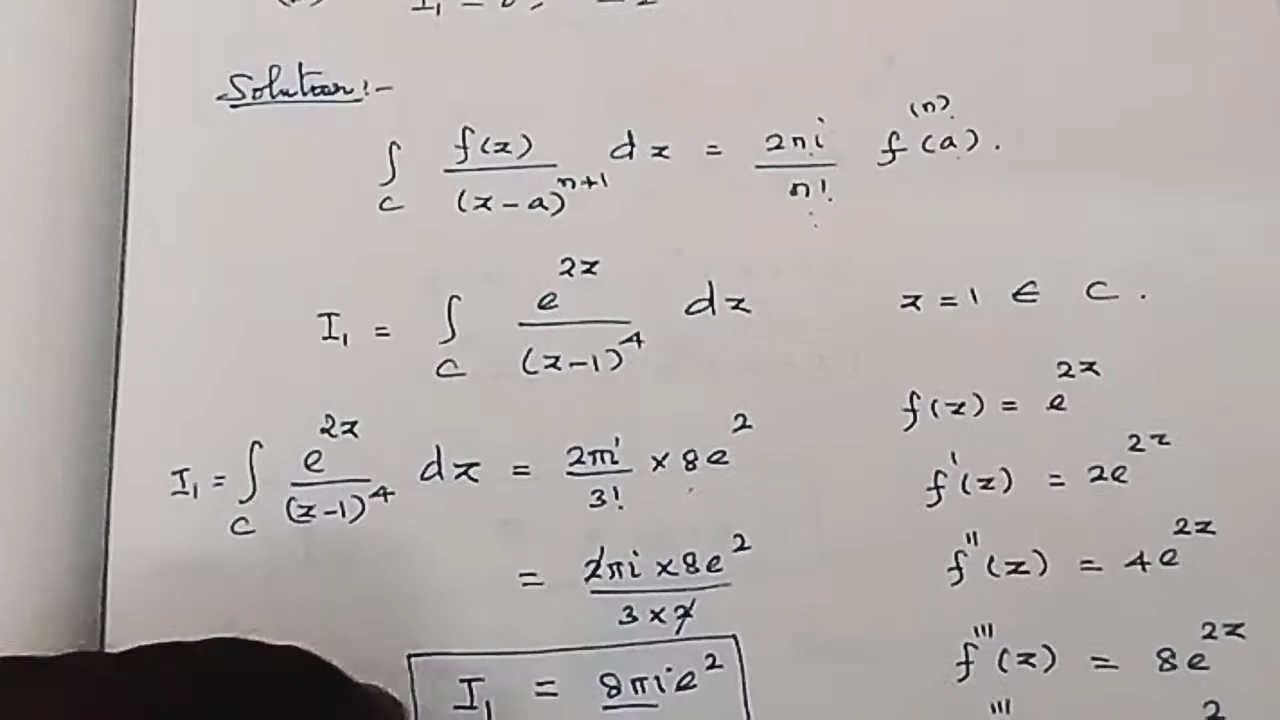 Solution:-
∫_C f(z)/(z-a)^{n+1} dz = 2πi/n! f^{(n)}(a).
I₁ = ∫_C e^{2z}/(z-1)^4 dz    z=1 ∈ C.
f(z) = e^{2z}
I₁ = ∫_C e^{2z}/(z-1)^4 dz = 2πi/3! × 8e^2
f'(z) = 2e^{2z}
f''(z) = 4e^{2z}
= 2πi×8e^2/3×2
f'''(z) = 8e^{2z}
I₁ = 8πie^2